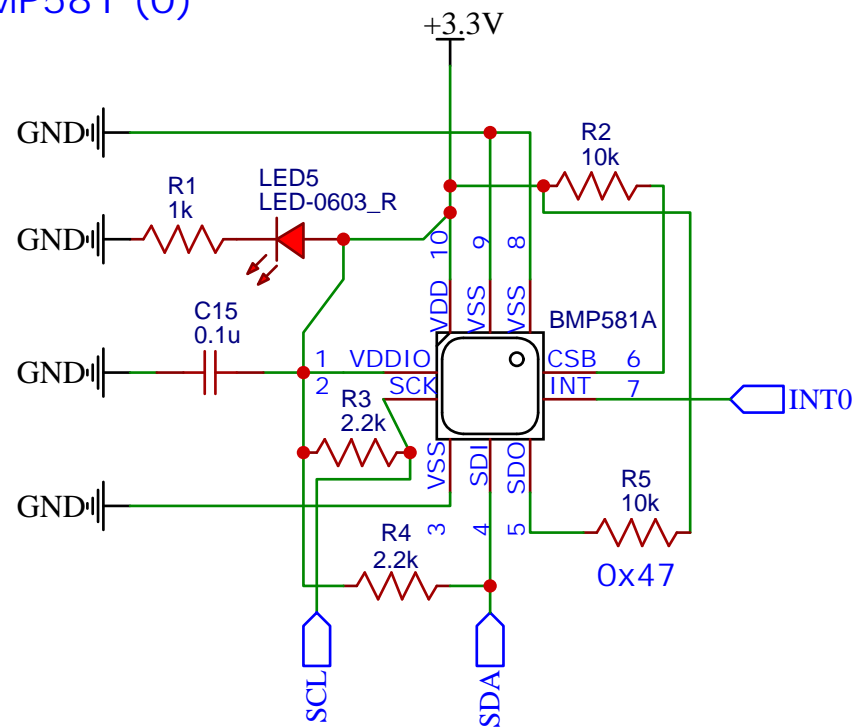 MP581 (0)
+3.3V
GND
R2
10k
R1
1k
LED5
LED-0603_R
GND
10
9
8
VDD
VSS
VSS
BMP581A
C15
0.1u
GND
1
VDDIO
CSB
6
2
SCK
INT
7
INT0
R3
2.2k
VSS
SDI
SDO
GND
3
4
5
R5
10k
R4
2.2k
0x47
SCL
SDA